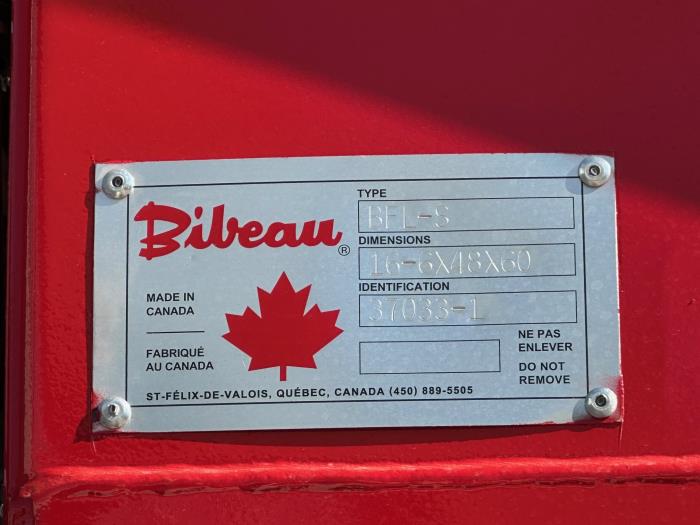 Bibeau®
TYPE
BFL-S
DIMENSIONS
16-6X48X60
IDENTIFICATION
37033-1
MADE IN
CANADA
FABRIQUÉ
AU CANADA
NE PAS
ENLEVER
DO NOT
REMOVE
ST-FÉLIX-DE-VALOIS, QUÉBEC, CANADA (450) 889-5505